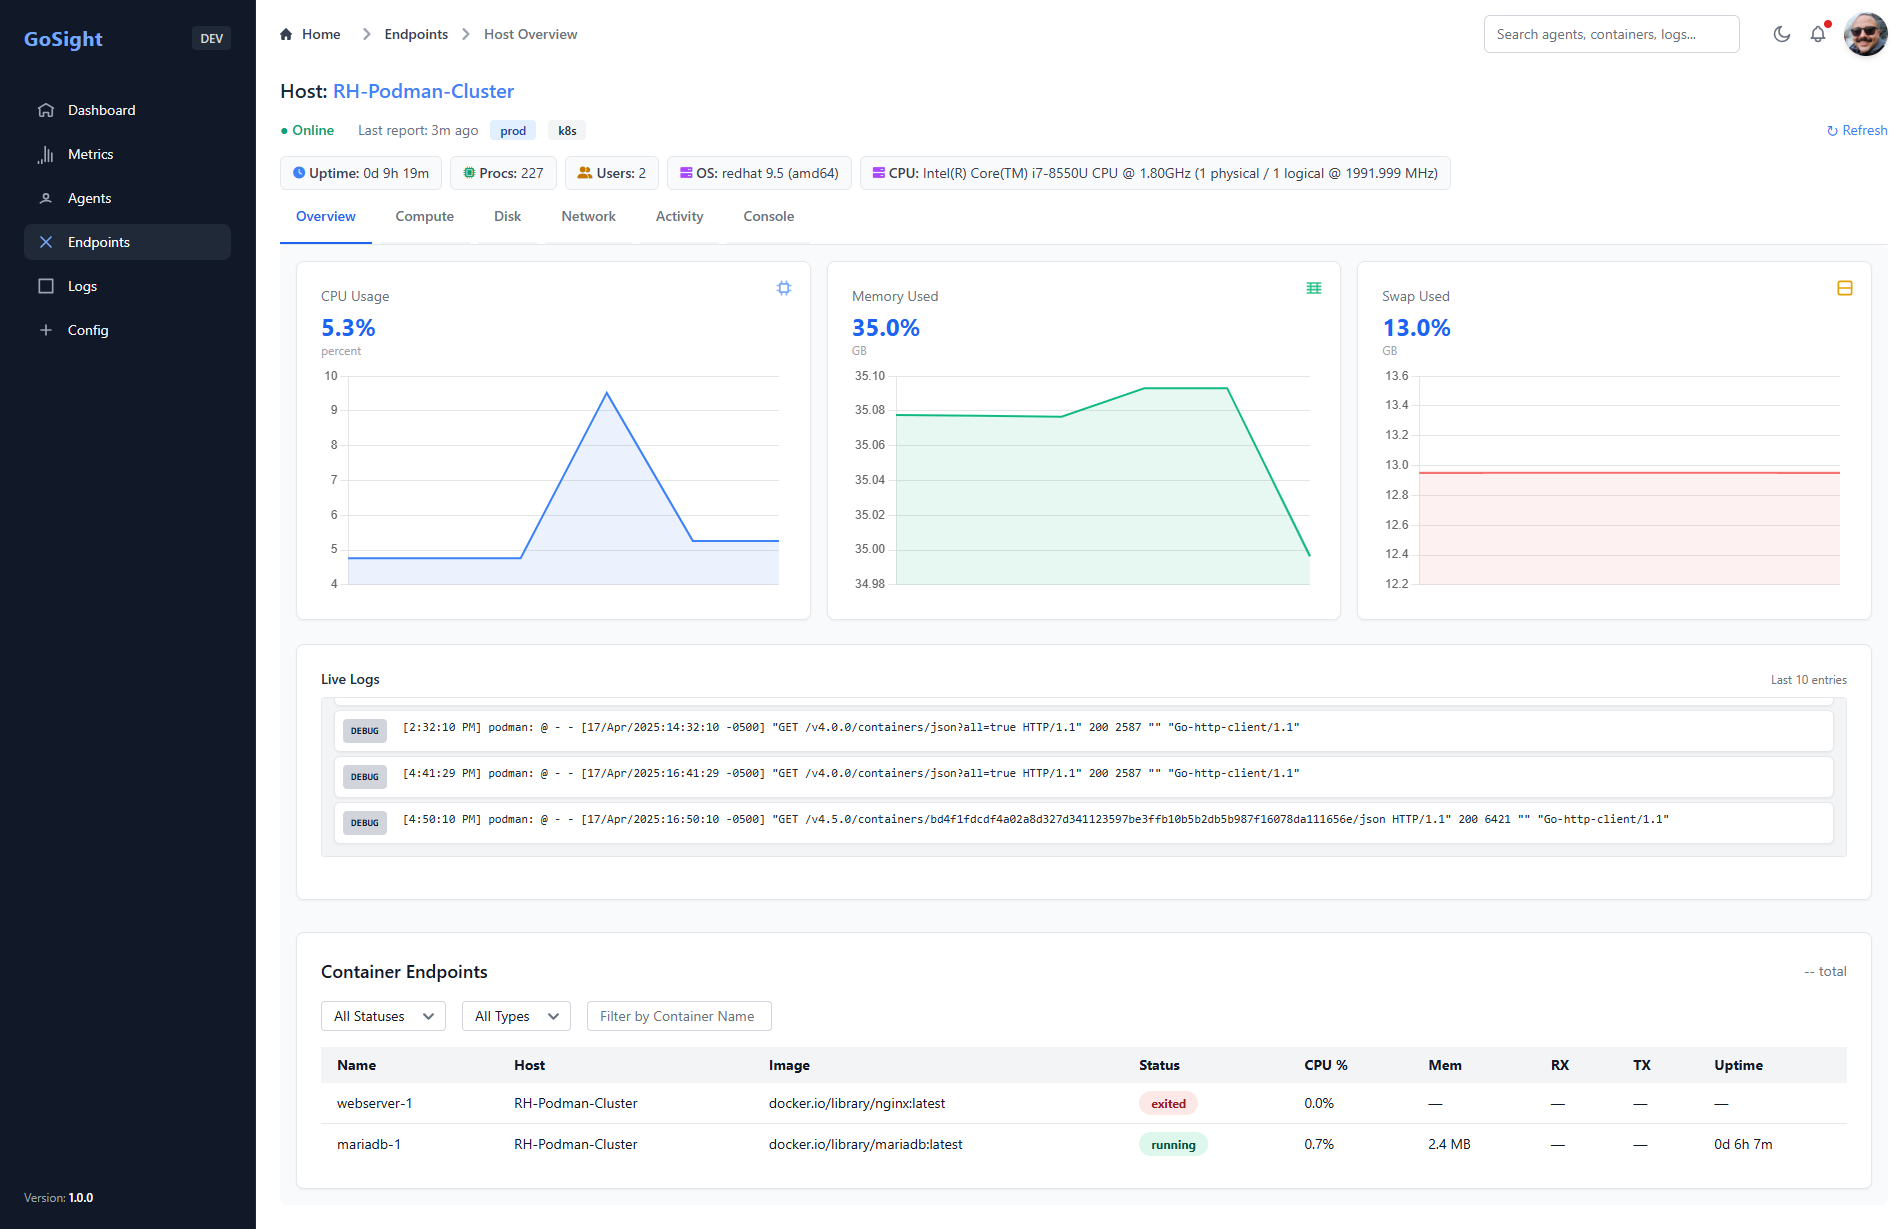 GoSight DEV
Dashboard
Metrics
Agents
Endpoints
Logs
Config
Version: 1.0.0
Home Endpoints Host Overview
Search agents, containers, logs...
Host: RH-Podman-Cluster
● Online Last report: 3m ago prod k8s
↻ Refresh
Uptime: 0d 9h 19m Procs: 227 Users: 2 OS: redhat 9.5 (amd64) CPU: Intel(R) Core(TM) i7-8550U CPU @ 1.80GHz (1 physical / 1 logical @ 1991.999 MHz)
Overview Compute Disk Network Activity Console
CPU Usage
5.3%
percent
10
9
8
7
6
5
4
Memory Used
35.0%
GB
35.10
35.08
35.06
35.04
35.02
35.00
34.98
Swap Used
13.0%
GB
13.6
13.4
13.2
13.0
12.8
12.6
12.4
12.2
Live Logs Last 10 entries
DEBUG [2:32:10 PM] podman: @ - - [17/Apr/2025:14:32:10 -0500] "GET /v4.0.0/containers/json?all=true HTTP/1.1" 200 2587 "" "Go-http-client/1.1"
DEBUG [4:41:29 PM] podman: @ - - [17/Apr/2025:16:41:29 -0500] "GET /v4.0.0/containers/json?all=true HTTP/1.1" 200 2587 "" "Go-http-client/1.1"
DEBUG [4:50:10 PM] podman: @ - - [17/Apr/2025:16:50:10 -0500] "GET /v4.5.0/containers/bd4f1fdcdf4a02a8d327d341123597be3ffb10b5b2db5b987f16078da111656e/json HTTP/1.1" 200 6421 "" "Go-http-client/1.1"
Container Endpoints -- total
All Statuses All Types Filter by Container Name
Name Host Image Status CPU % Mem RX TX Uptime
webserver-1 RH-Podman-Cluster docker.io/library/nginx:latest exited 0.0% — — — —
mariadb-1 RH-Podman-Cluster docker.io/library/mariadb:latest running 0.7% 2.4 MB — — 0d 6h 7m